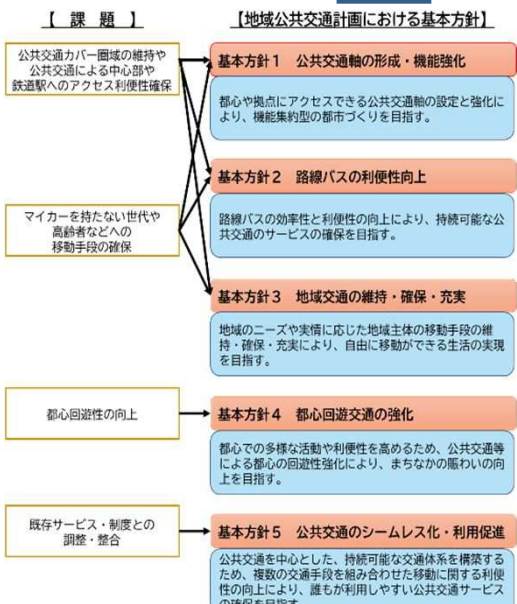 【 課 題 】
【地域公共交通計画における基本方針】
公共交通カバー圏域の維持や
公共交通による中心部や
鉄道駅へのアクセス利便性確保
基本方針1 公共交通軸の形成・機能強化
都心や拠点にアクセスできる公共交通軸の設定と強化に
より、機能集約型の都市づくりを目指す。
基本方針2 路線バスの利便性向上
路線バスの効率性と利便性の向上により、持続可能な公
共交通のサービスの確保を目指す。
マイカーを持たない世代や
高齢者などへの
移動手段の確保
基本方針3 地域交通の維持・確保・充実
地域のニーズや実情に応じた地域主体の移動手段の維
持・確保・充実により、自由に移動ができる生活の実現
を目指す。
都心回遊性の向上
基本方針4 都心回遊交通の強化
都心での多様な活動や利便性を高めるため、公共交通等
による都心の回遊性強化により、まちなかの賑わいの向
上を目指す。
既存サービス・制度との
調整・整合
基本方針5 公共交通のシームレス化・利用促進
公共交通を中心とした、持続可能な交通体系を構築する
ため、複数の交通手段を組み合わせた移動に関する利便
性の向上により、誰もが利用しやすい公共交通サービス
の確保を目指す。